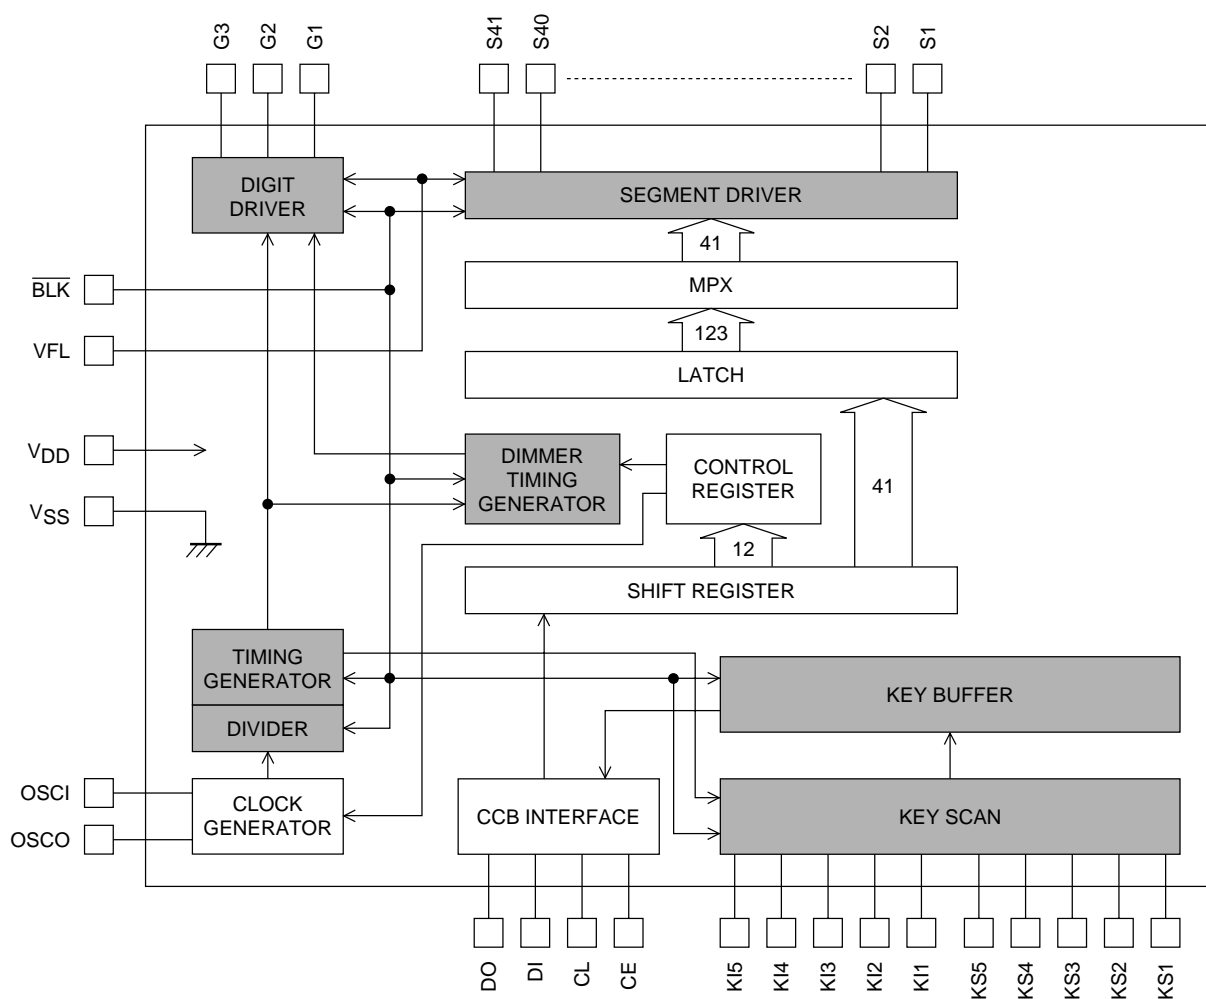 G3
G2
G1
S41
S40
S2
S1
DIGIT
DRIVER
SEGMENT DRIVER
41
BLK
MPX
123
VFL
LATCH
VDD
DIMMER
TIMING
GENERATOR
CONTROL
REGISTER
41
VSS
12
SHIFT REGISTER
TIMING
GENERATOR
KEY BUFFER
DIVIDER
OSCI
CLOCK
GENERATOR
CCB INTERFACE
KEY SCAN
OSCO
DO
DI
CL
CE
KI5
KI4
KI3
KI2
KI1
KS5
KS4
KS3
KS2
KS1